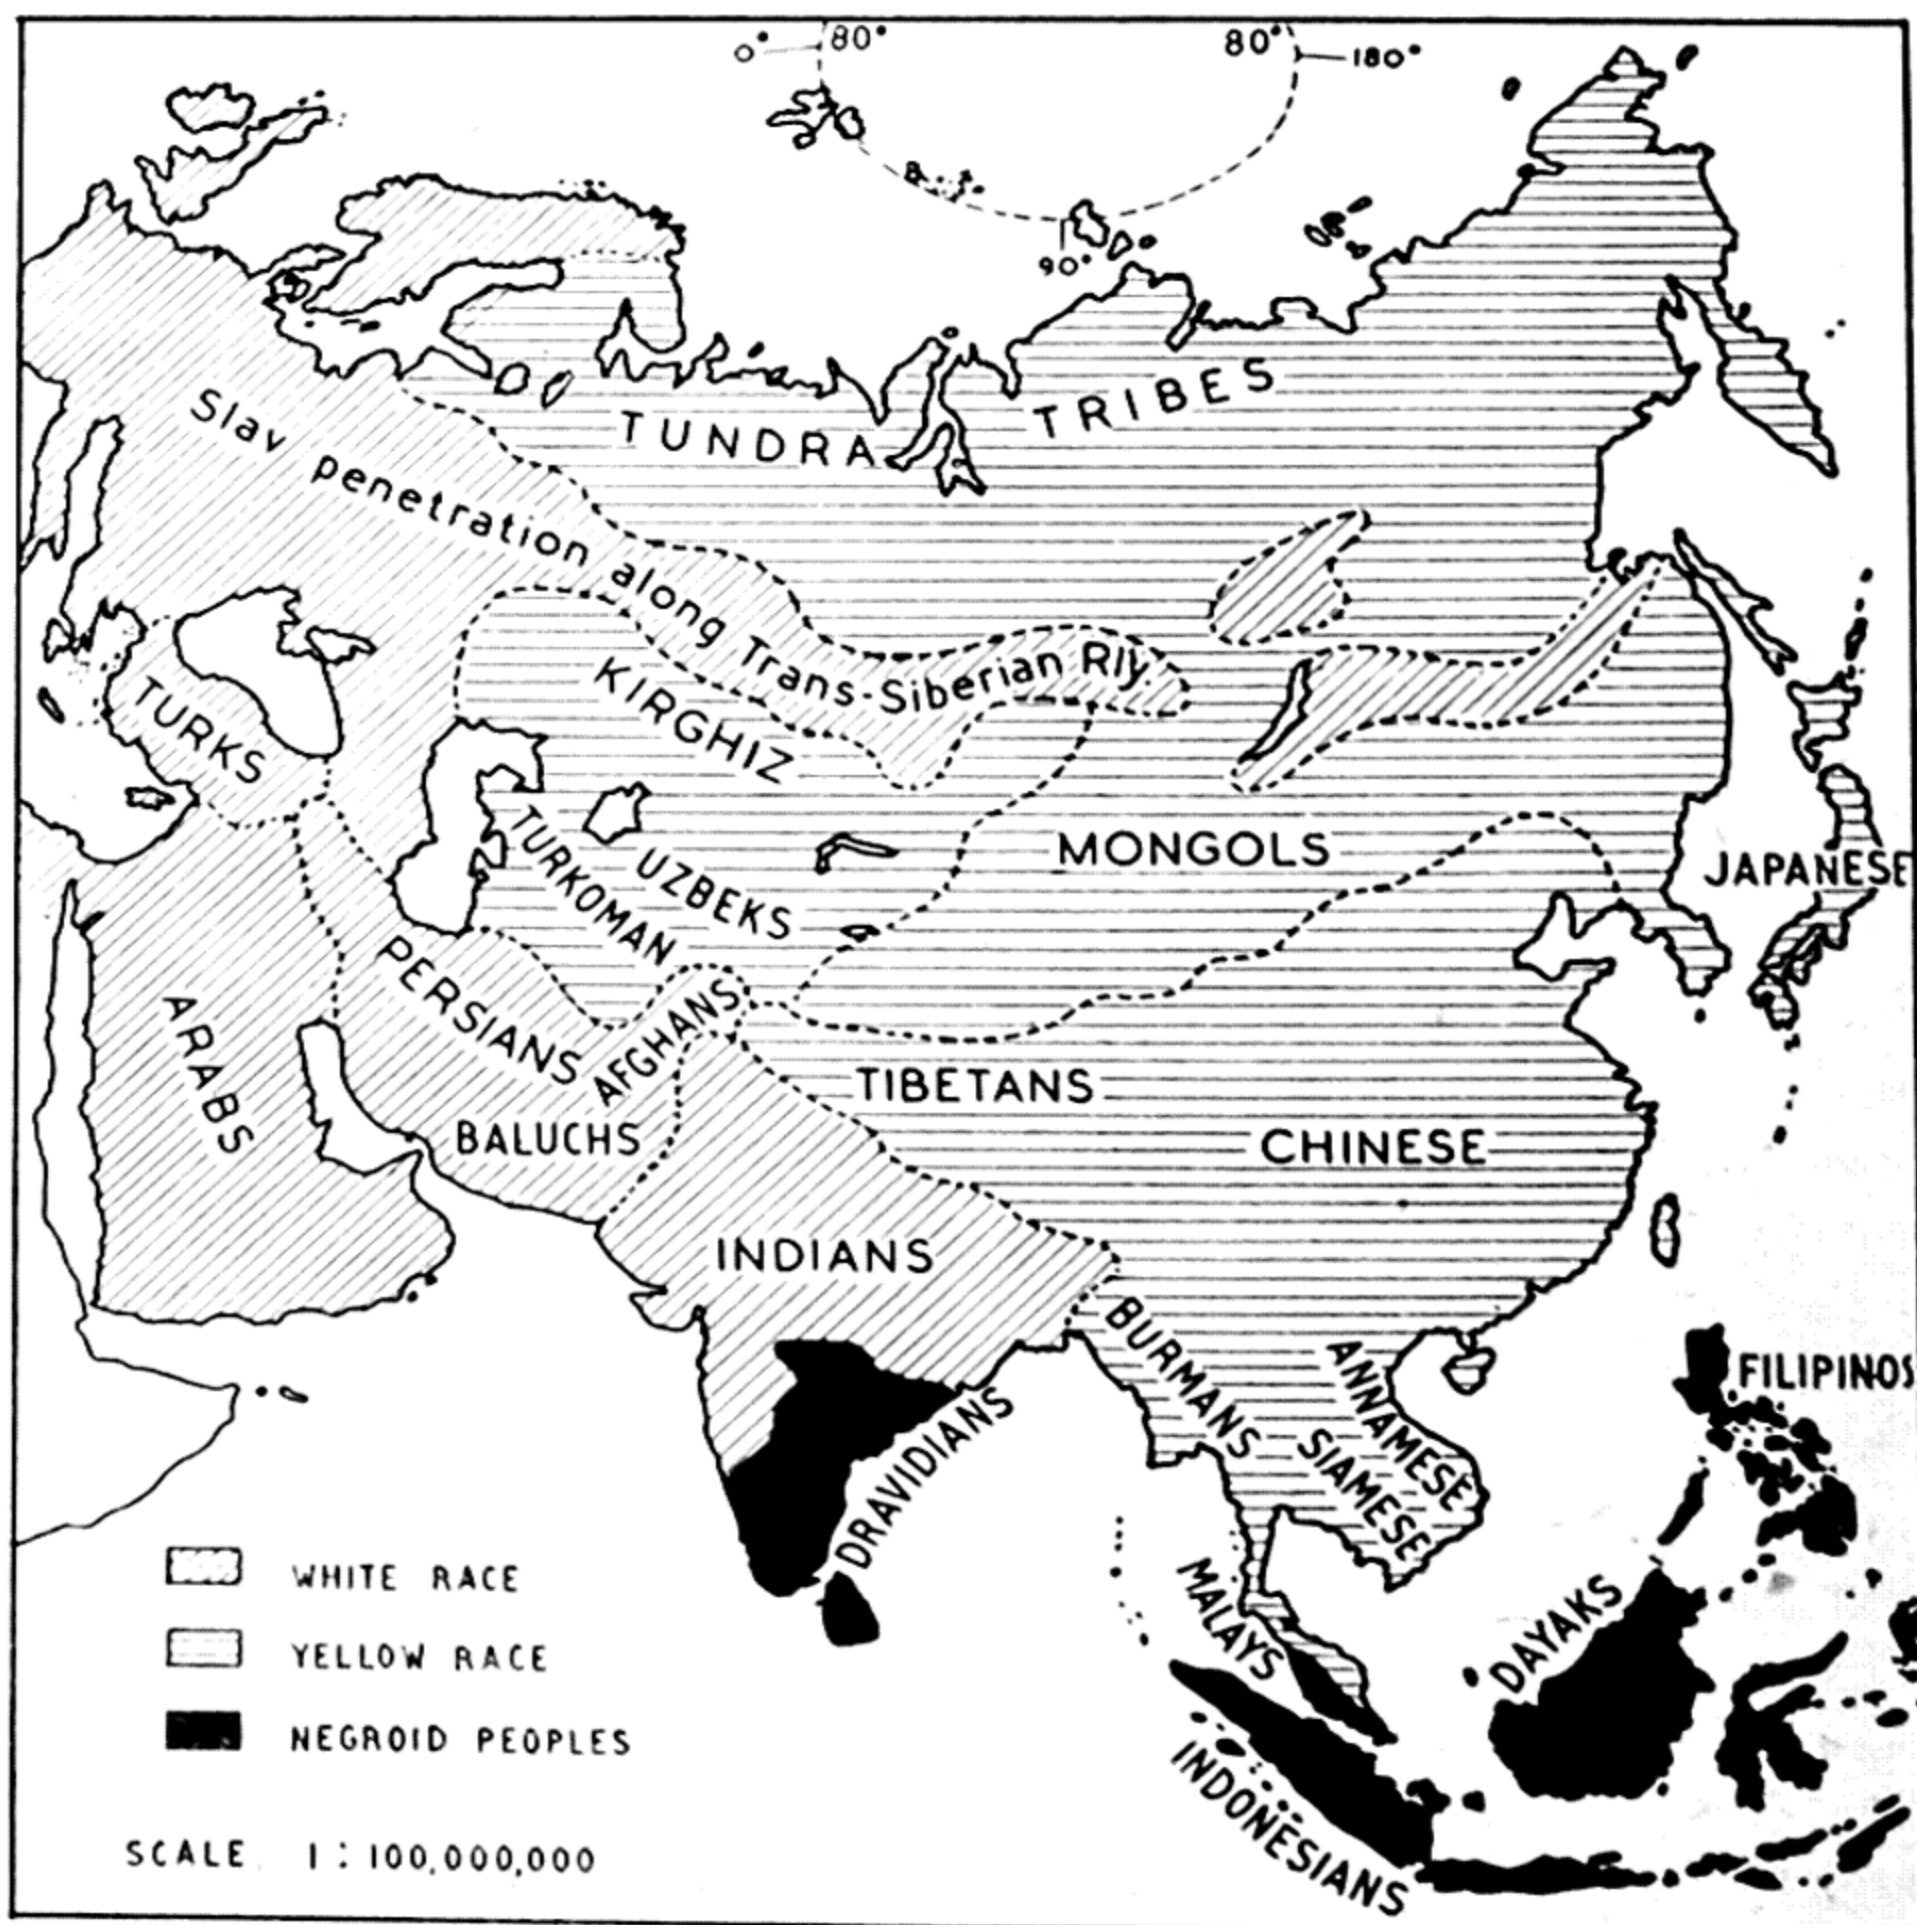 0° 80° 80° 180°
90°
TUNDRA TRIBES
Slav penetration along Trans-Siberian Rly.
KIRGHIZ
TURKS
MONGOLS
JAPANESE
UZBEKS
TURKOMAN
PERSIANS
AFGHANS
ARABS
TIBETANS
BALUCHS
CHINESE
INDIANS
BURMANS
ANNAMESE
SIAMESE
FILIPINOS
DRAVIDIANS
MALAYS
DAYAKS
INDONESIANS
WHITE RACE
YELLOW RACE
NEGROID PEOPLES
SCALE 1 : 100,000,000